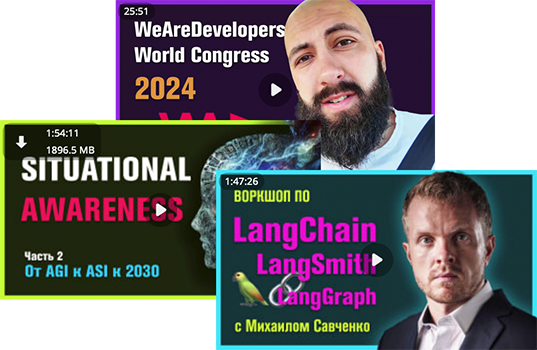 25:51
WeAreDevelopers
World Congress
2024
1:54:11
1896.5 MB
SITUATIONAL
AWARENESS
Часть 2
От AGI к ASI к 2030
1:47:26
ВОРКШОП ПО
LangChain
LangSmith
LangGraph
с Михаилом Савченко